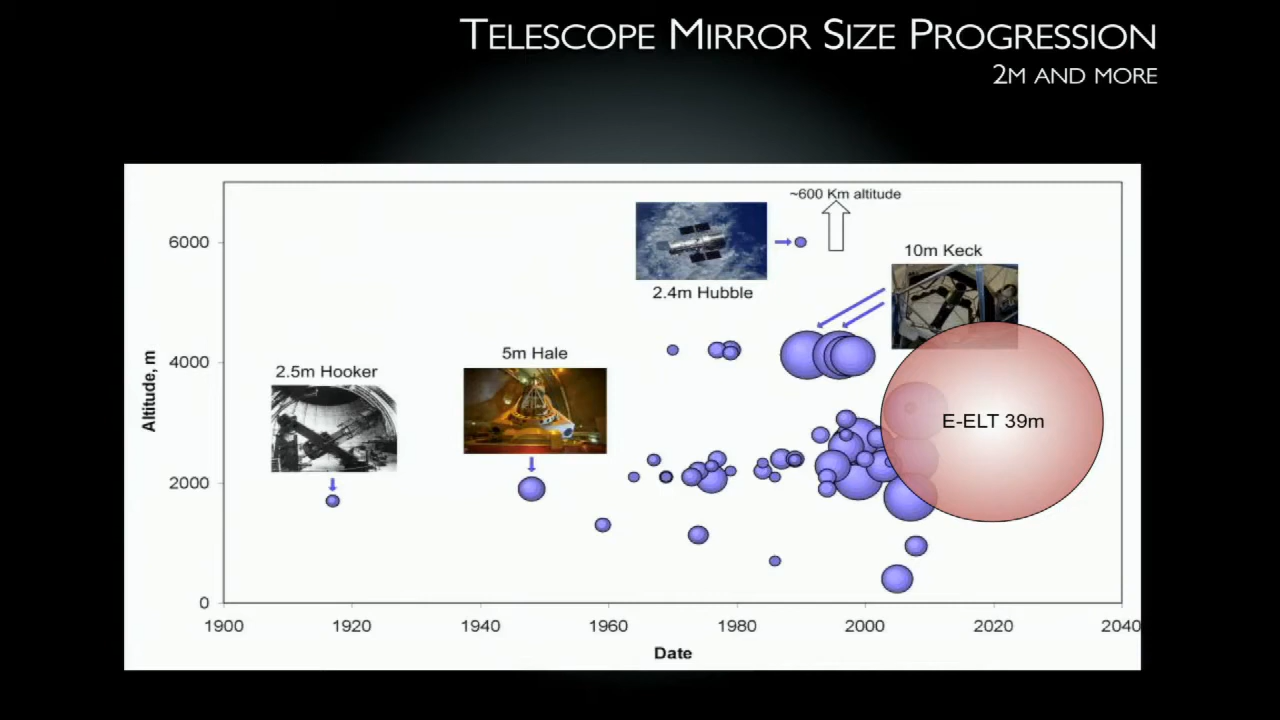 TELESCOPE MIRROR SIZE PROGRESSION
2M AND MORE
~600 Km altitude
6000
10m Keck
2.4m Hubble
4000
5m Hale
2.5m Hooker
Altitude, m
E-ELT 39m
2000
0
1900 1920 1940 1960 1980 2000 2020 2040
Date